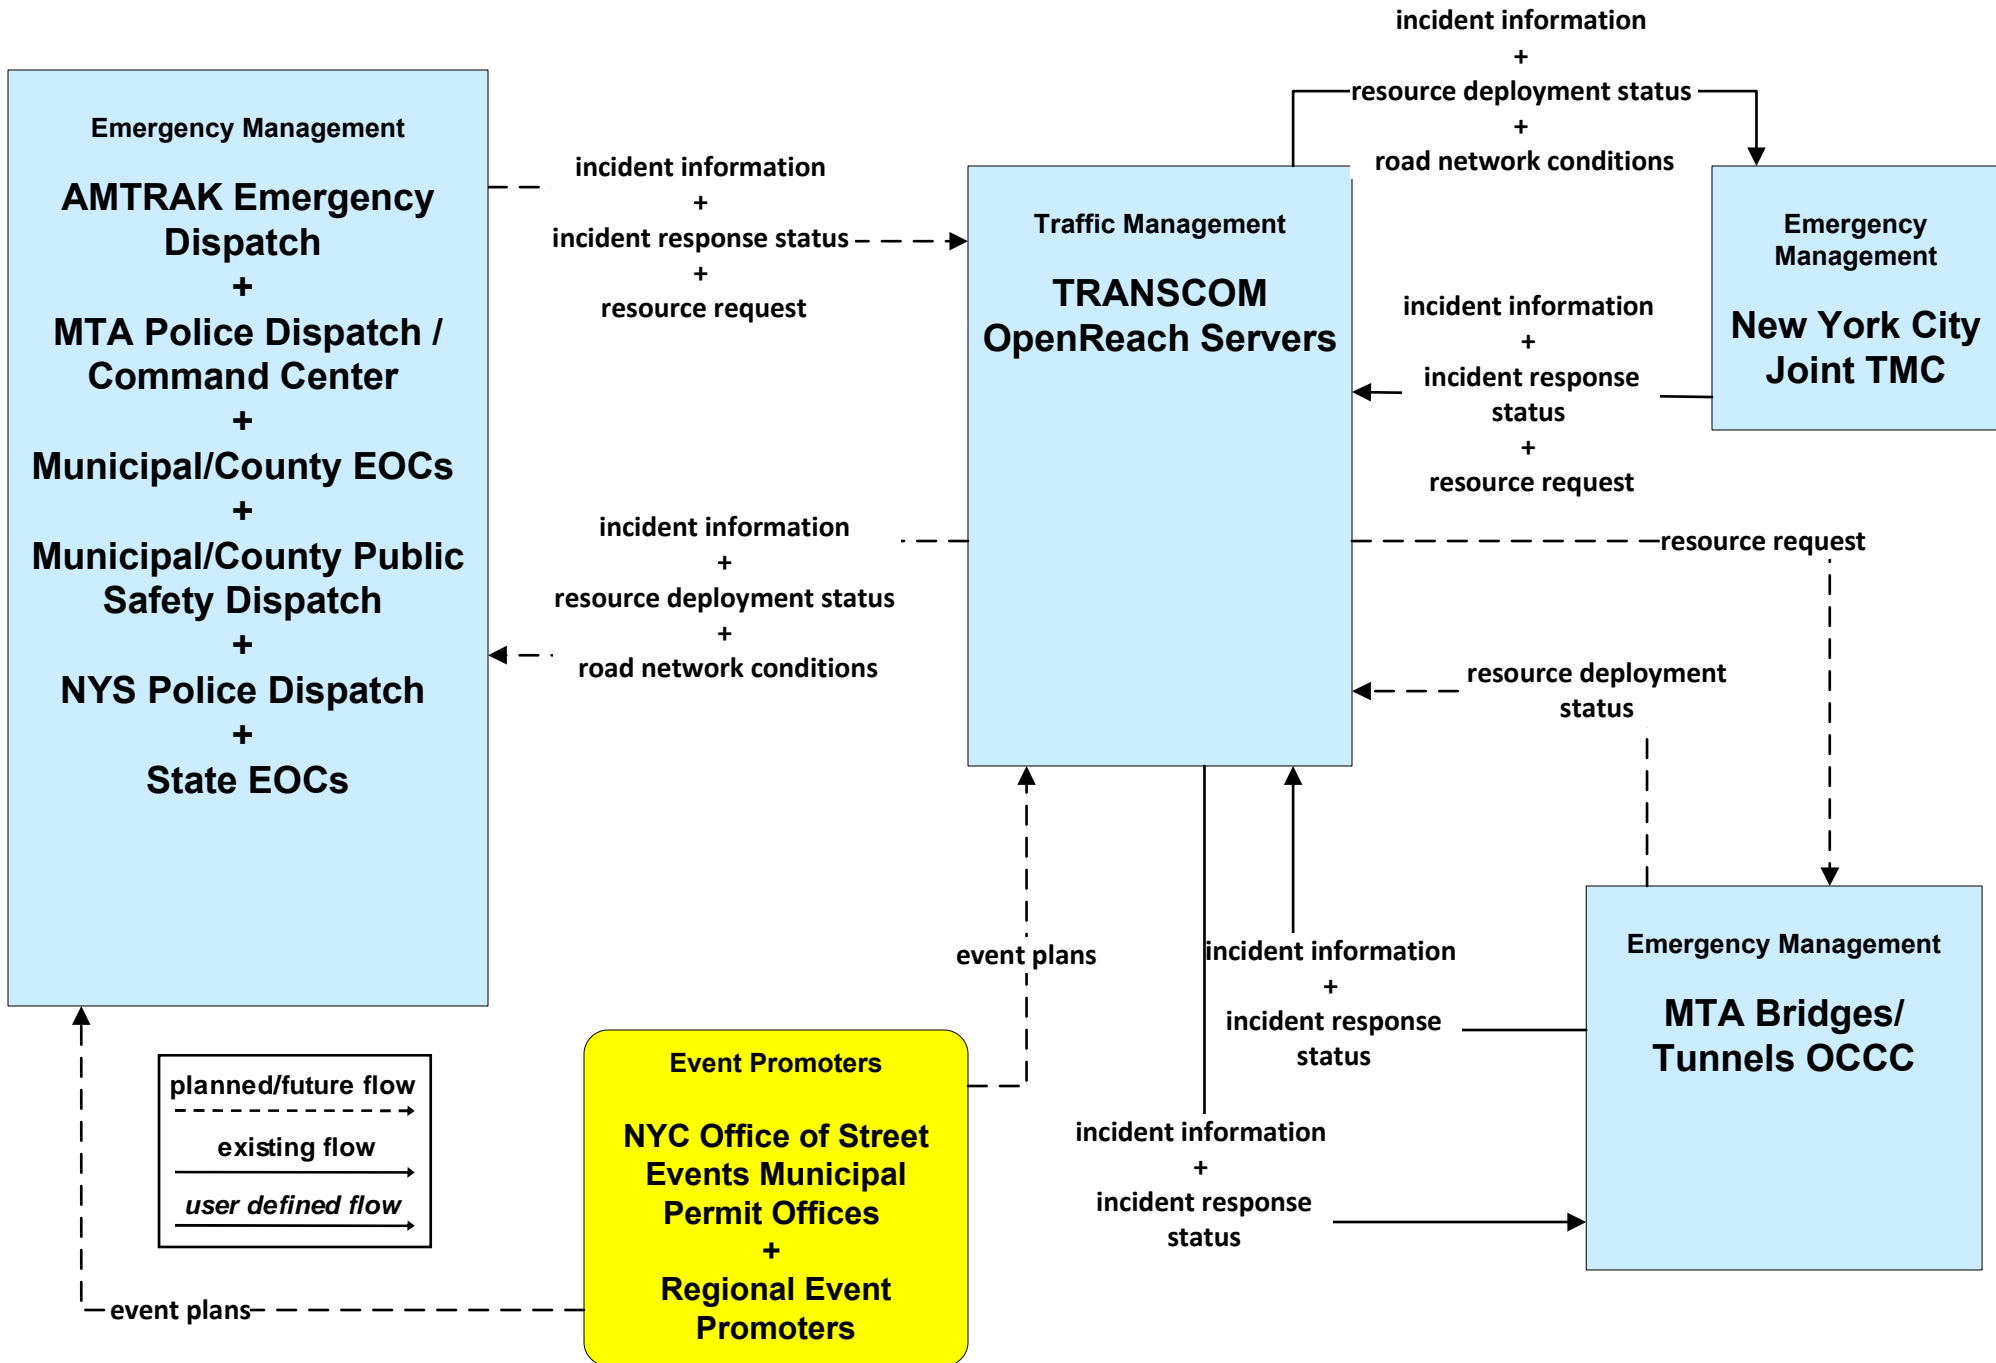 Emergency Management
AMTRAK Emergency
Dispatch
+
MTA Police Dispatch /
Command Center
+
Municipal/County EOCs
+
Municipal/County Public
Safety Dispatch
+
NYS Police Dispatch
+
State EOCs
incident information
+
incident response status
+
resource request
incident information
+
resource deployment status
+
road network conditions
Traffic Management
TRANSCOM
OpenReach Servers
incident information
+
resource deployment status
+
road network conditions
Emergency
Management
New York City
Joint TMC
incident information
+
incident response
status
+
resource request
resource request
resource deployment
status
event plans
incident information
+
incident response
status
Emergency Management
MTA Bridges/
Tunnels OCCC
incident information
+
incident response
status
planned/future flow
existing flow
user defined flow
event plans
Event Promoters
NYC Office of Street
Events Municipal
Permit Offices
+
Regional Event
Promoters